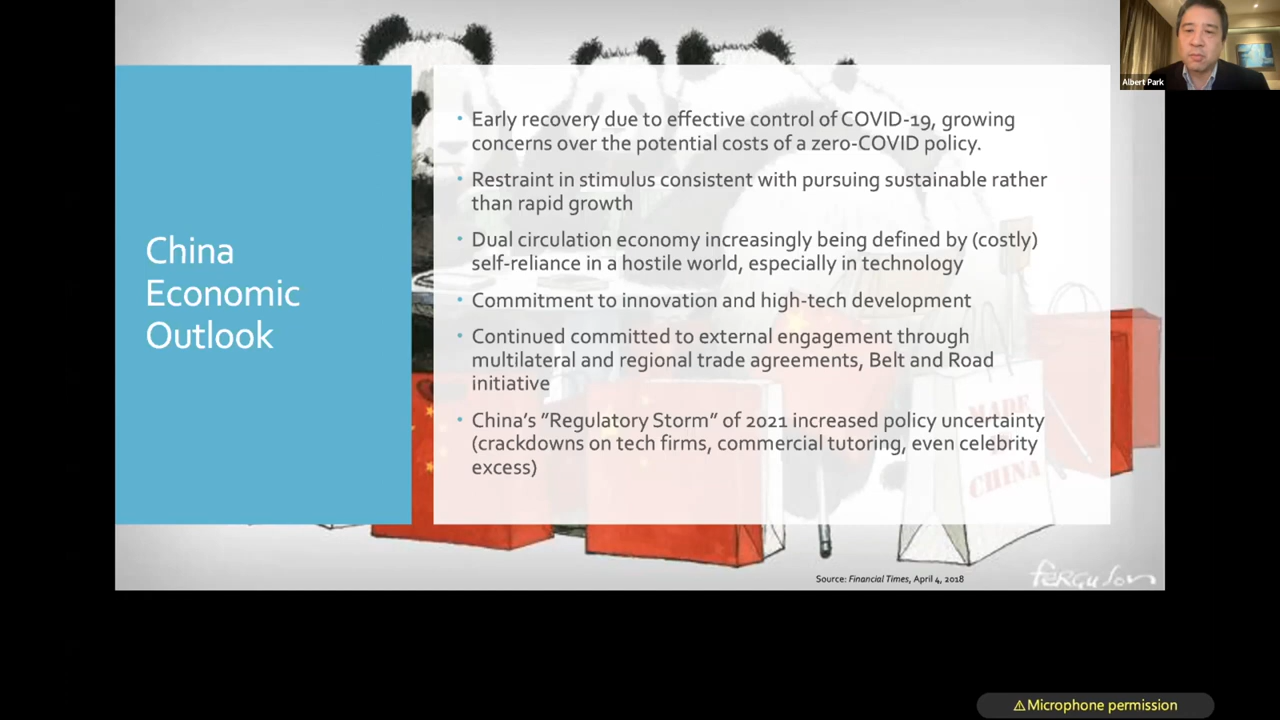 Albert Park
China
Economic
Outlook
• Early recovery due to effective control of COVID-19, growing
concerns over the potential costs of a zero-COVID policy.
• Restraint in stimulus consistent with pursuing sustainable rather
than rapid growth
• Dual circulation economy increasingly being defined by (costly)
self-reliance in a hostile world, especially in technology
• Commitment to innovation and high-tech development
• Continued committed to external engagement through
multilateral and regional trade agreements, Belt and Road
initiative
• China's "Regulatory Storm" of 2021 increased policy uncertainty
(crackdowns on tech firms, commercial tutoring, even celebrity
excess)
MADE
CHINA
Source: Financial Times, April 4, 2018
FERGUSON
⚠Microphone permission